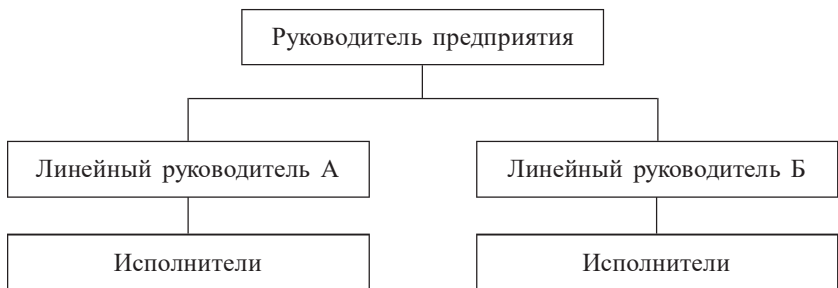 Руководитель предприятия
Линейный руководитель А
Линейный руководитель Б
Исполнители
Исполнители